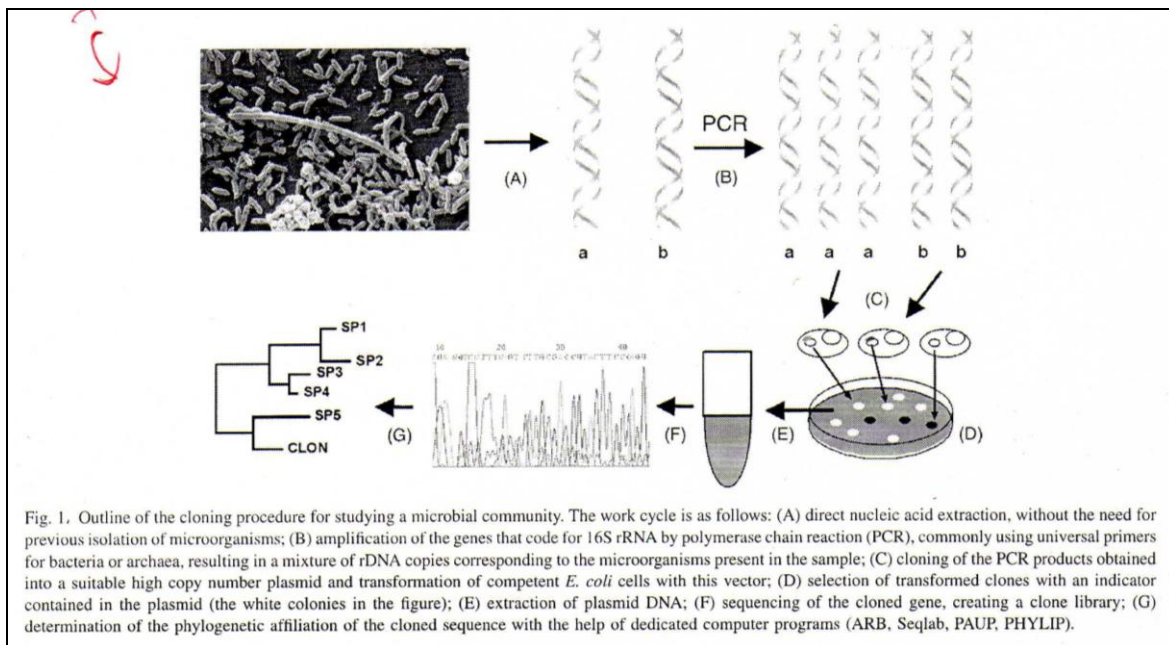 (A)
PCR
(B)
a
b
a a a b b
(C)
SP1
SP2
SP3
SP4
SP5
CLON
(G)
(F)
(E)
(D)
Fig. 1. Outline of the cloning procedure for studying a microbial community. The work cycle is as follows: (A) direct nucleic acid extraction, without the need for
previous isolation of microorganisms; (B) amplification of the genes that code for 16S rRNA by polymerase chain reaction (PCR), commonly using universal primers
for bacteria or archaea, resulting in a mixture of rDNA copies corresponding to the microorganisms present in the sample; (C) cloning of the PCR products obtained
into a suitable high copy number plasmid and transformation of competent E. coli cells with this vector; (D) selection of transformed clones with an indicator
contained in the plasmid (the white colonies in the figure); (E) extraction of plasmid DNA; (F) sequencing of the cloned gene, creating a clone library; (G)
determination of the phylogenetic affiliation of the cloned sequence with the help of dedicated computer programs (ARB, Seqlab, PAUP, PHYLIP).